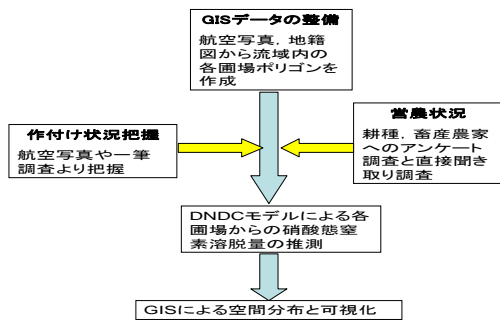 GISデータの整備
航空写真，地籍
図から流域内の
各圃場ポリゴンを
作成
作付け状況把握
航空写真や一筆
調査より把握
営農状況
耕種，畜産農家
へのアンケート
調査と直接聞き
取り調査
DNDCモデルによる各
圃場からの硝酸態窒
素溶脱量の推測
GISによる空間分布と可視化